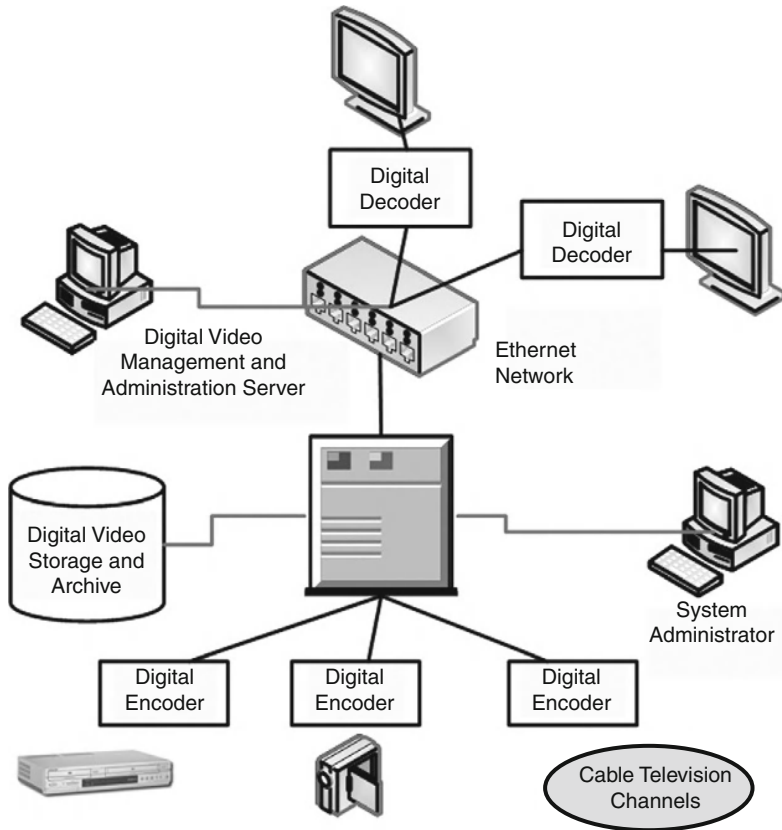 Digital
Decoder
Digital
Decoder
Digital Video
Management and
Administration Server
Ethernet
Network
Digital Video
Storage and
Archive
System
Administrator
Digital
Encoder
Digital
Encoder
Digital
Encoder
Cable Television
Channels